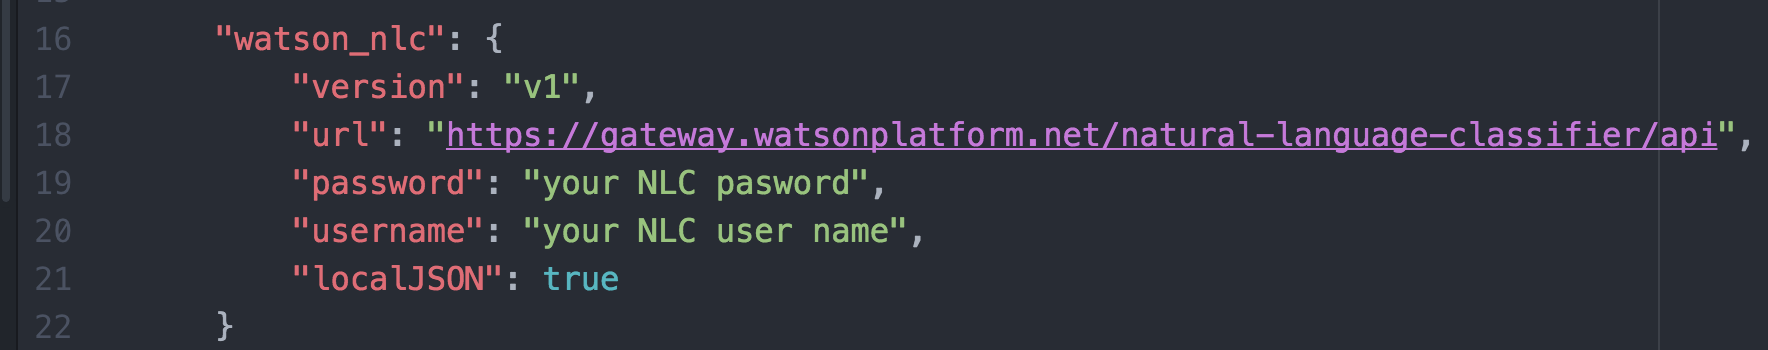 16 "watson_nlc": {
17 "version": "v1",
18 "url": "https://gateway.watsonplatform.net/natural-language-classifier/api",
19 "password": "your NLC pasword",
20 "username": "your NLC user name",
21 "localJSON": true
22 }